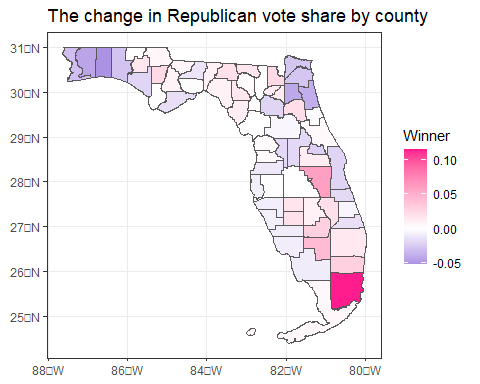 The change in Republican vote share by county
31□N
30□N
29□N
28□N
27□N
26□N
25□N
88□W
86□W
84□W
82□W
80□W
Winner
0.10
0.05
0.00
-0.05